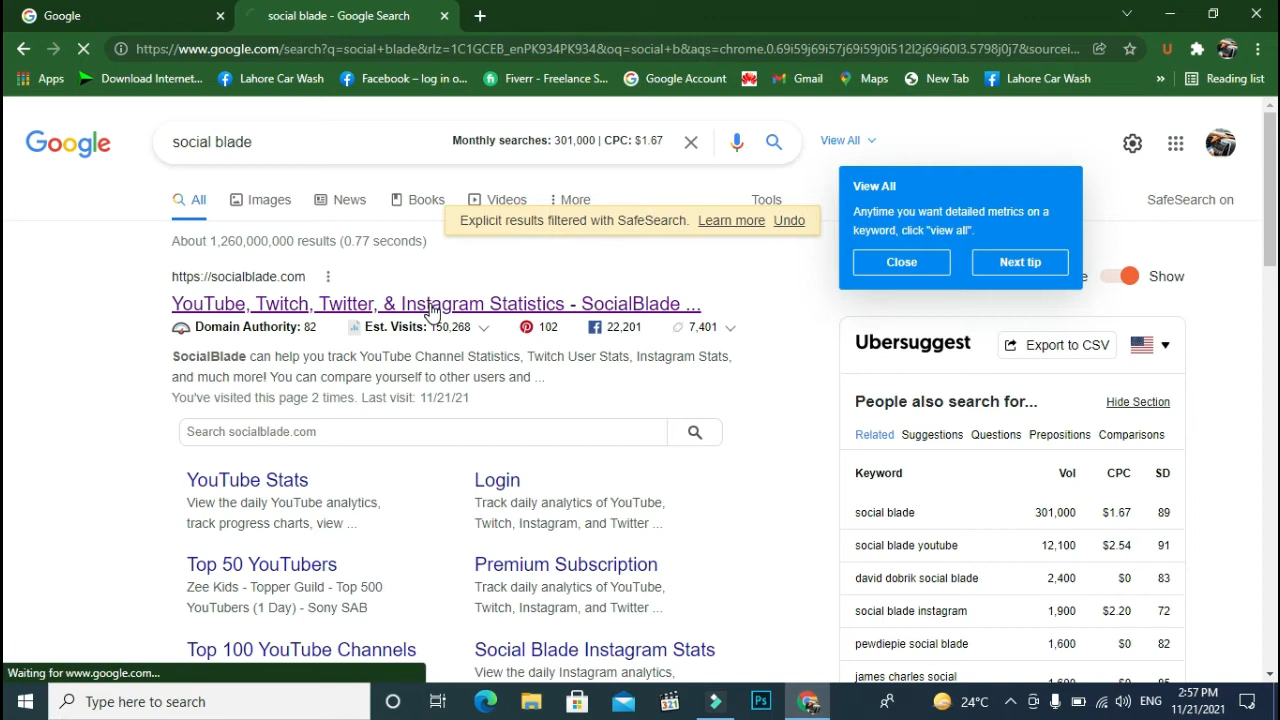 Google
social blade - Google Search
https://www.google.com/search?q=social+blade&rlz=1C1GCEB_enPK934PK934&oq=social+b&aqs=chrome.0.69i59j69i57j69i59j0i512l2j69i60l3.5798j0j7&sourcei...
Apps
Download Internet...
Lahore Car Wash
Facebook – log in o...
Fiverr - Freelance S...
Google Account
Gmail
Maps
New Tab
Lahore Car Wash
»
Reading list
Google
social blade
Monthly searches: 301,000 | CPC: $1.67
View All
All
Images
News
Books
Videos
More
Tools
SafeSearch on
Explicit results filtered with SafeSearch. Learn more Undo
View All
Anytime you want detailed metrics on a
keyword, click "view all".
Close
Next tip
About 1,260,000,000 results (0.77 seconds)
Show
https://socialblade.com
YouTube, Twitch, Twitter, & Instagram Statistics - SocialBlade ...
Domain Authority: 82
Est. Visits: 150,268
102
22,201
7,401
SocialBlade can help you track YouTube Channel Statistics, Twitch User Stats, Instagram Stats,
and much more! You can compare yourself to other users and ...
You've visited this page 2 times. Last visit: 11/21/21
Search socialblade.com
YouTube Stats
View the daily YouTube analytics,
track progress charts, view ...
Login
Track daily analytics of YouTube,
Twitch, Instagram, and Twitter ...
Top 50 YouTubers
Zee Kids - Topper Guild - Top 500
YouTubers (1 Day) - Sony SAB
Premium Subscription
Track daily analytics of YouTube,
Twitch, Instagram, and Twitter ...
Top 100 YouTube Channels
Social Blade Instagram Stats
View the daily Instagram analytics,
Ubersuggest
Export to CSV
People also search for...
Hide Section
Related
Suggestions
Questions
Prepositions
Comparisons
Keyword Vol CPC SD
social blade 301,000 $1.67 89
social blade youtube 12,100 $2.54 91
david dobrik social blade 2,400 $0 83
social blade instagram 1,900 $2.20 72
pewdiepie social blade 1,600 $0 82
james charles social
1,600 $0 95
Waiting for www.google.com...
Type here to search
321
Ps
24°C
ENG
2:57 PM
11/21/2021